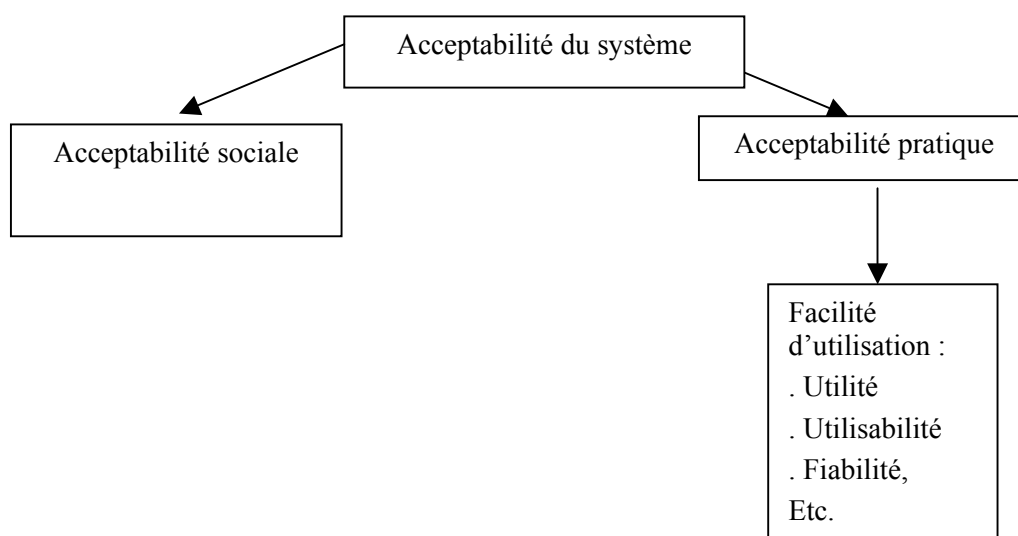 Acceptabilité du système
Acceptabilité sociale
Acceptabilité pratique
Facilité
d’utilisation :
. Utilité
. Utilisabilité
. Fiabilité,
Etc.